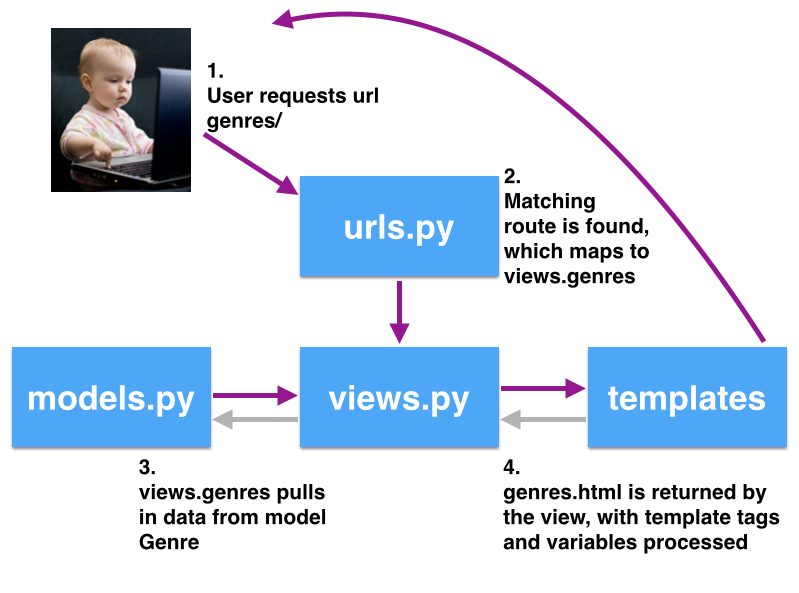 1.
User requests url
genres/
urls.py
2.
Matching
route is found,
which maps to
views.genres
models.py
views.py
templates
3.
views.genres pulls
in data from model
Genre
4.
genres.html is returned by
the view, with template tags
and variables processed